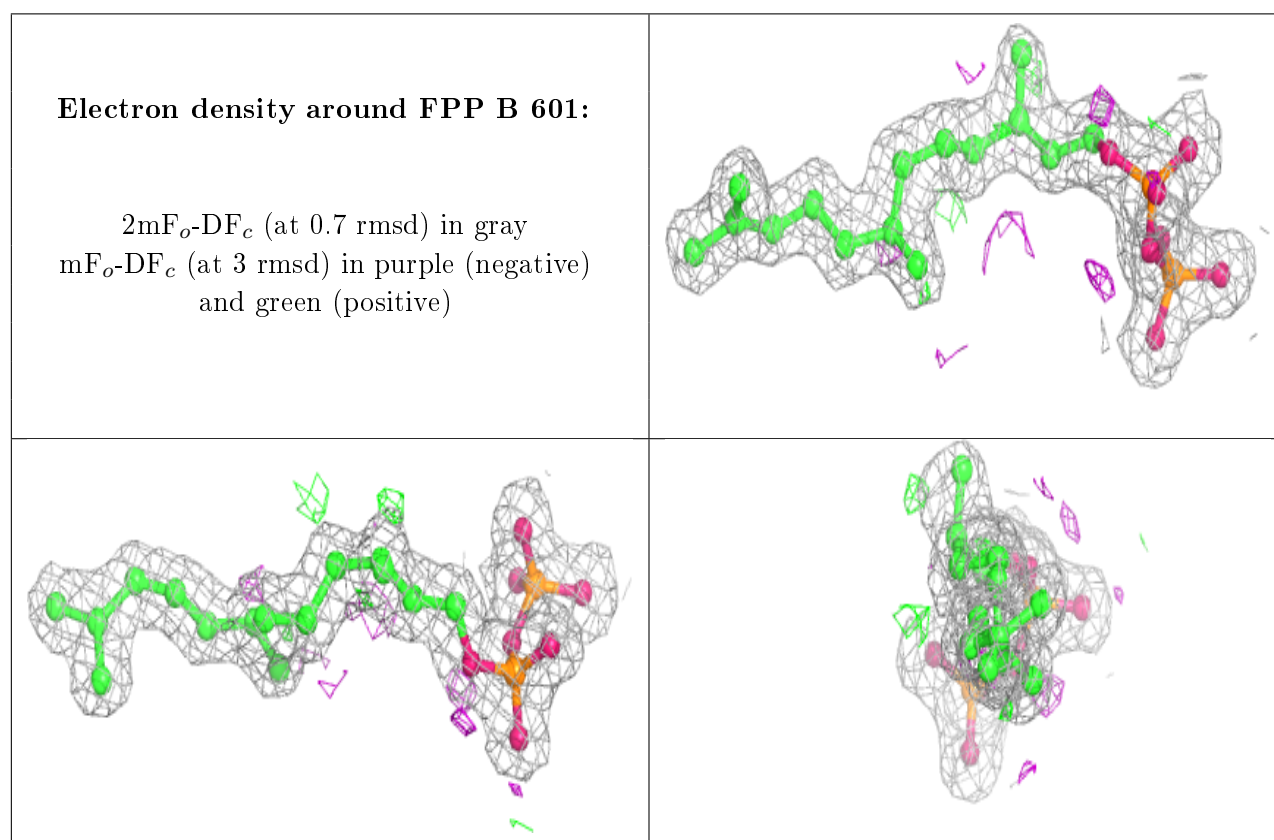 Electron density around FPP B 601:
2mFo-DFc (at 0.7 rmsd) in gray
mFo-DFc (at 3 rmsd) in purple (negative)
and green (positive)